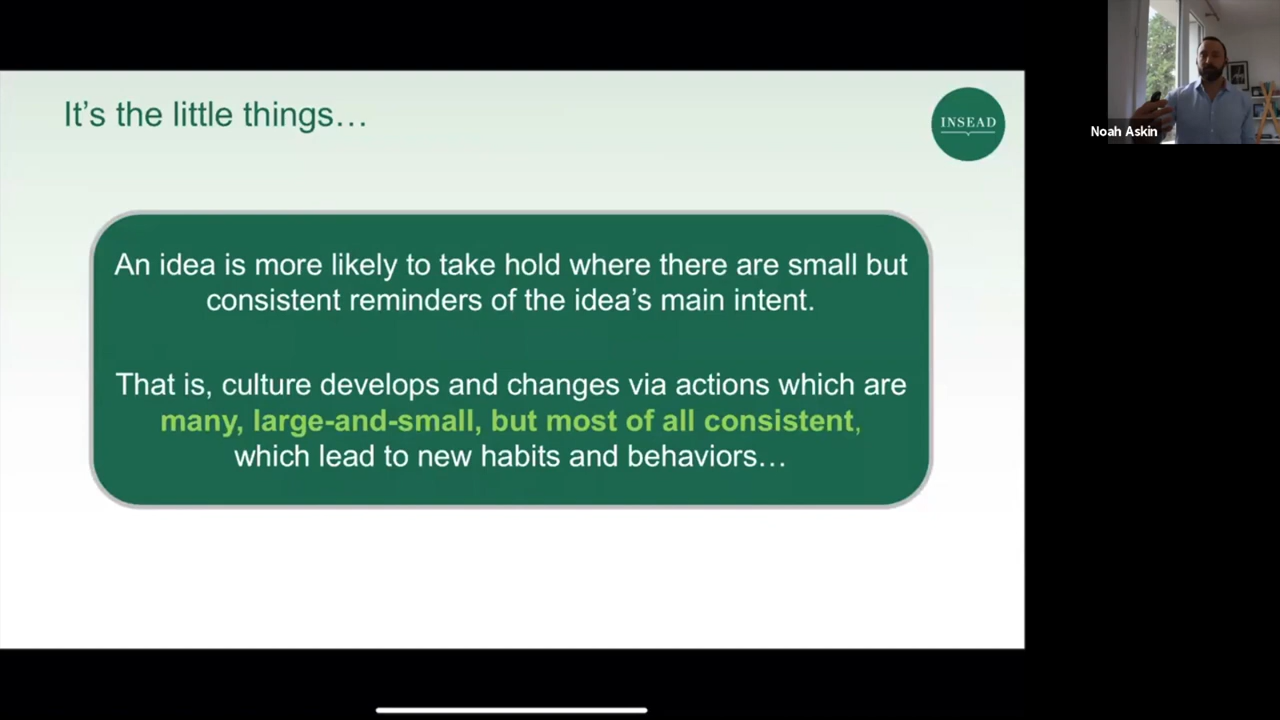 It’s the little things…
INSEAD
An idea is more likely to take hold where there are small but
consistent reminders of the idea’s main intent.
That is, culture develops and changes via actions which are
many, large-and-small, but most of all consistent,
which lead to new habits and behaviors…
Noah Askin